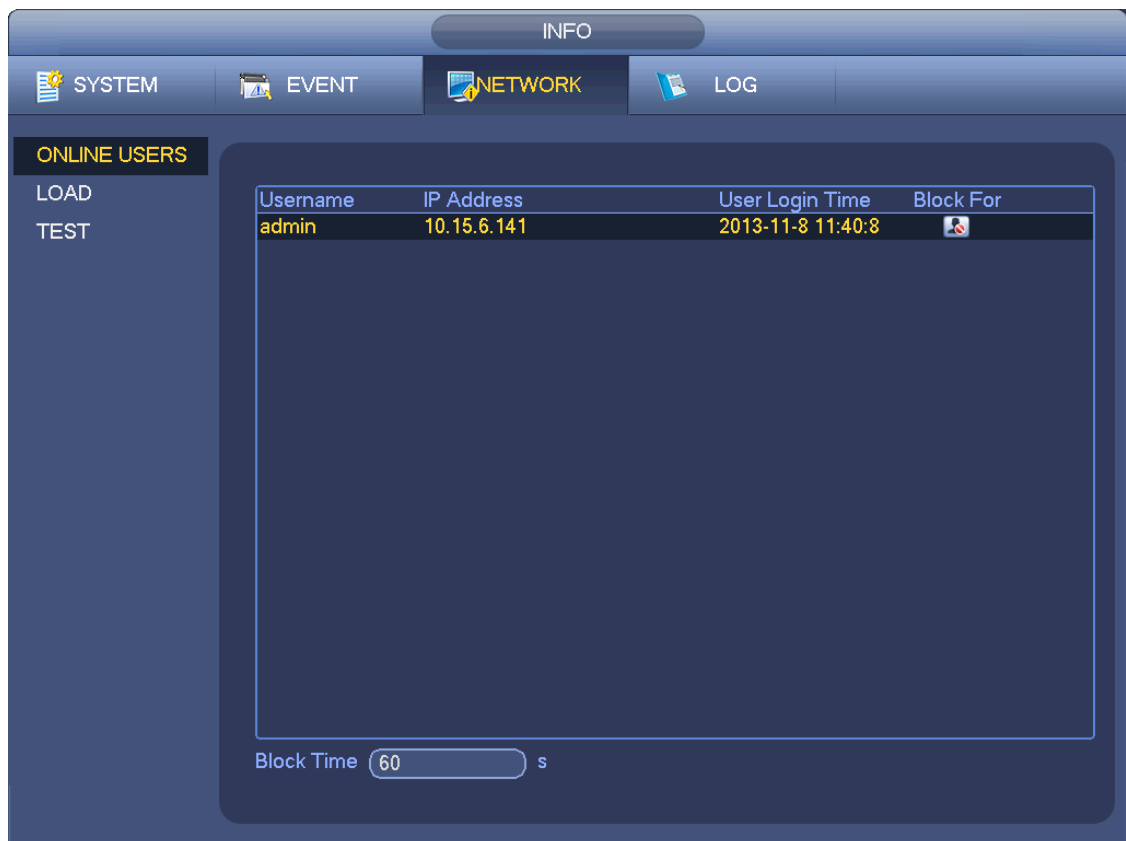 INFO
SYSTEM EVENT NETWORK LOG
ONLINE USERS
LOAD
TEST
Username IP Address User Login Time Block For
admin 10.15.6.141 2013-11-8 11:40:8
Block Time 60 s